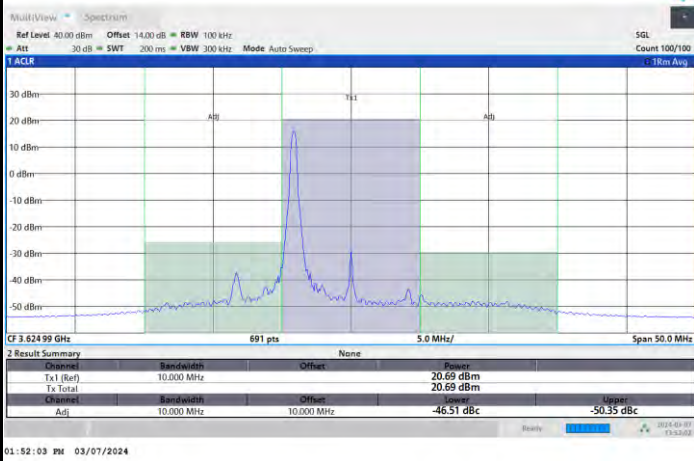 MultiView Spectrum
Ref Level 40.00 dBm Offset 14.00 dB RBW 100 kHz SGL
Att 30 dB SWT 200 ms VBW 300 kHz Mode Auto Sweep Count 100/100
1 ACLR 1Rm Avg
Tx1
Adj Adj
30 dBm
20 dBm
10 dBm
0 dBm
-10 dBm
-20 dBm
-30 dBm
-40 dBm
-50 dBm
CF 3.624 99 GHz 691 pts 5.0 MHz/ Span 50.0 MHz
2 Result Summary None
Channel Bandwidth Offset Power
Tx1 (Ref) 10.000 MHz 20.69 dBm
Tx Total 20.69 dBm
Channel Bandwidth Offset Lower Upper
Adj 10.000 MHz 10.000 MHz -46.51 dBc -50.35 dBc
Ready 2024-03-07
01:52:03 PM 03/07/2024